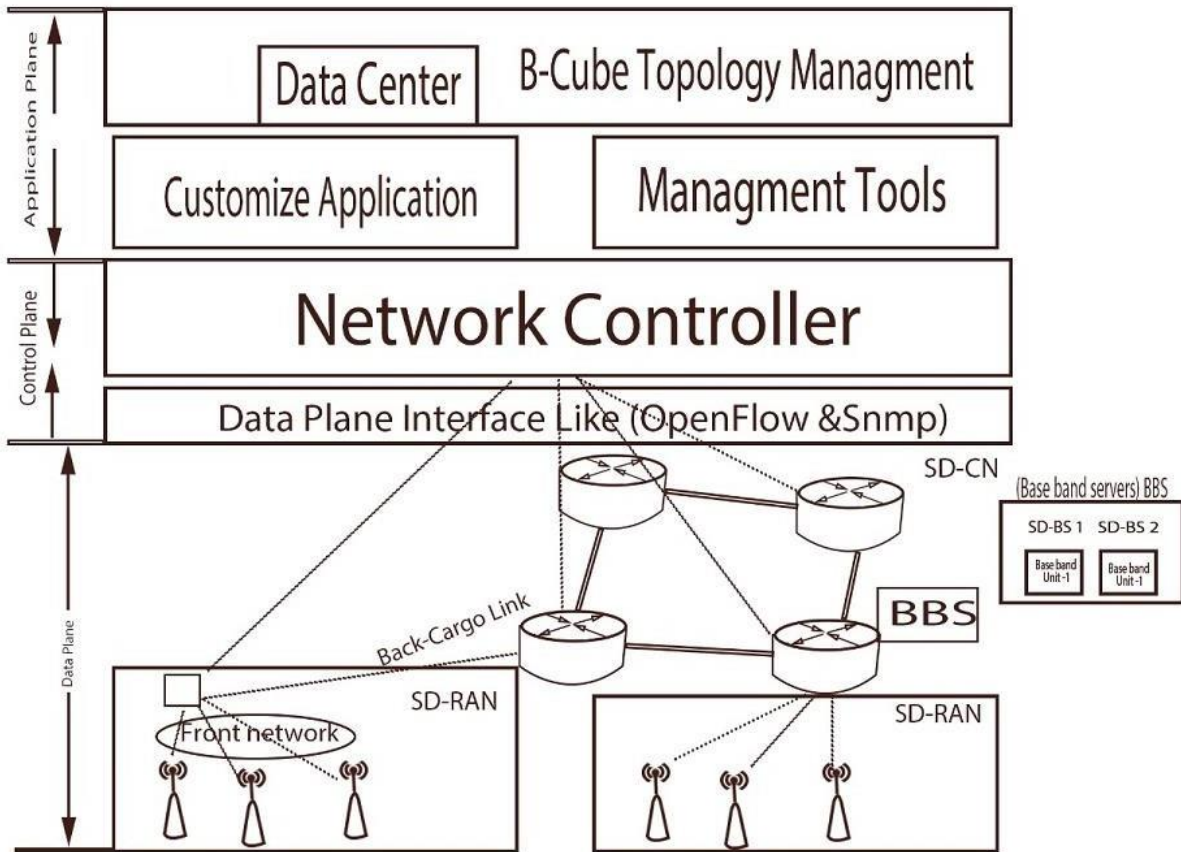 Application Plane
Data Center
B-Cube Topology Managment
Customize Application
Managment Tools
Control Plane
Network Controller
Data Plane Interface Like (OpenFlow &Snmp)
Data Plane
SD-CN
(Base band servers) BBS
SD-BS 1 SD-BS 2
Base band
Unit-1
Base band
Unit-1
BBS
Back-Cargo Link
SD-RAN
Front network
SD-RAN